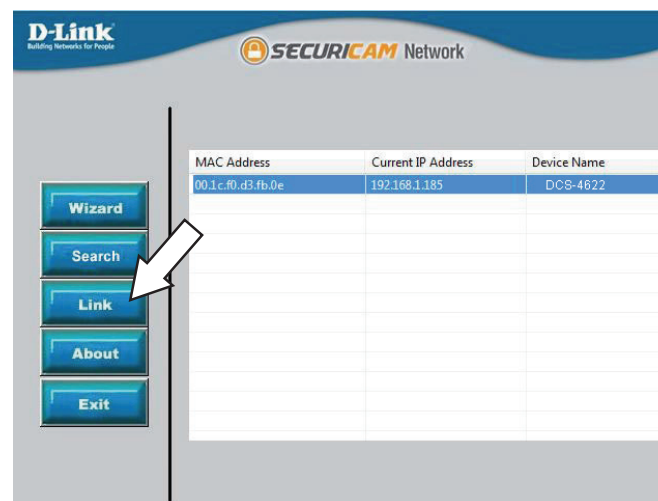 D-Link
Building Networks for People
SECURICAM Network
MAC Address Current IP Address Device Name
00.1c.f0.d3.fb.0e 192.168.1.185 DCS-4622
Wizard
Search
Link
About
Exit